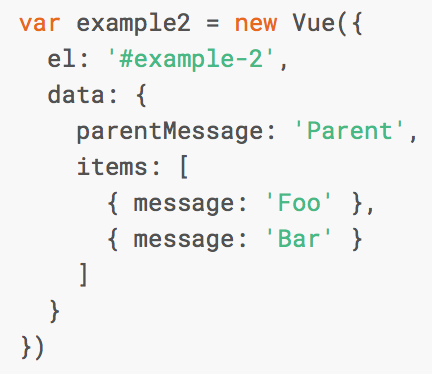 var example2 = new Vue({
  el: '#example-2',
  data: {
    parentMessage: 'Parent',
    items: [
      { message: 'Foo' },
      { message: 'Bar' }
    ]
  }
})